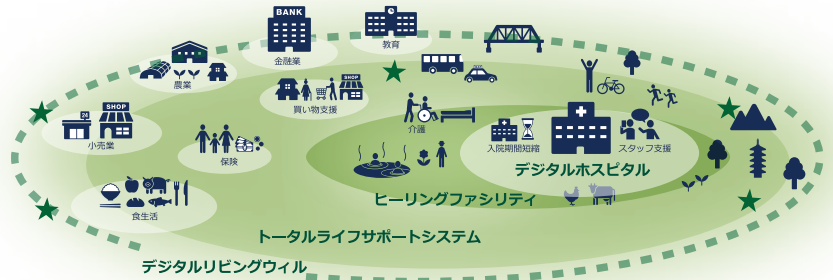 BANK
金融業
教育
農業
SHOP
買い物支援
24
SHOP
小売業
保険
介護
入院期間短縮
スタッフ支援
デジタルホスピタル
ヒーリングファシリティ
食生活
トータルライフサポートシステム
デジタルリビングウィル